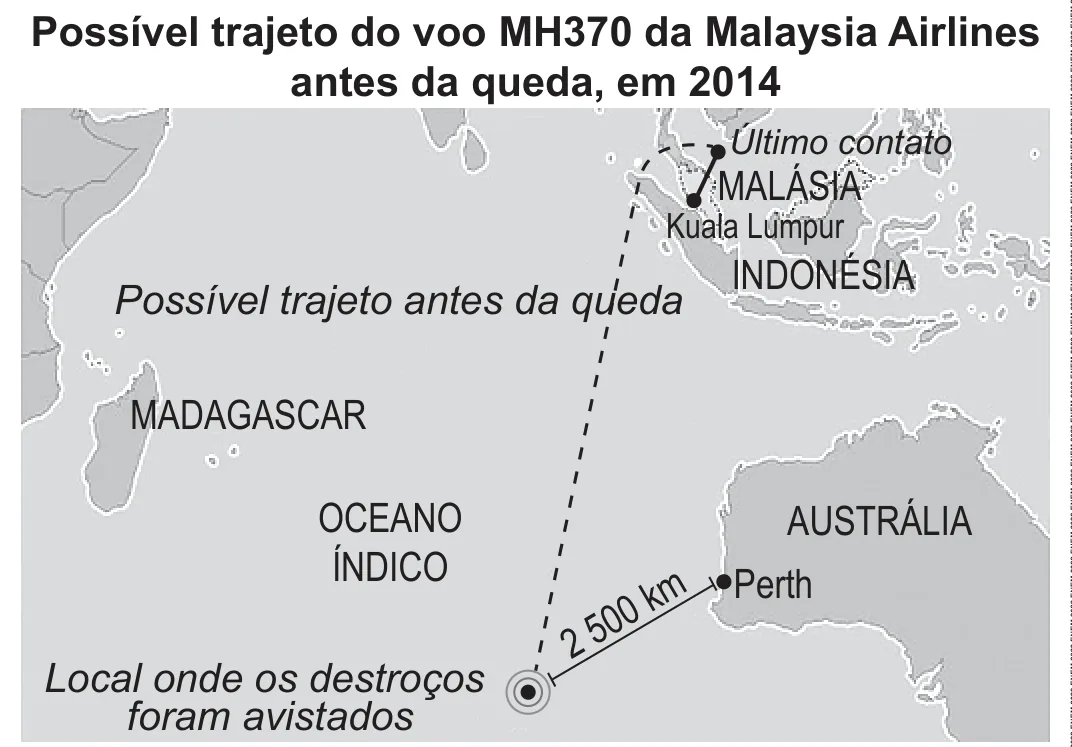 Possível trajeto do voo MH370 da Malaysia Airlines
antes da queda, em 2014
Último contato
MALÁSIA
Kuala Lumpur
INDONÉSIA
Possível trajeto antes da queda
MADAGASCAR
OCEANO
ÍNDICO
AUSTRÁLIA
Perth
2 500 km
Local onde os destroços
foram avistados